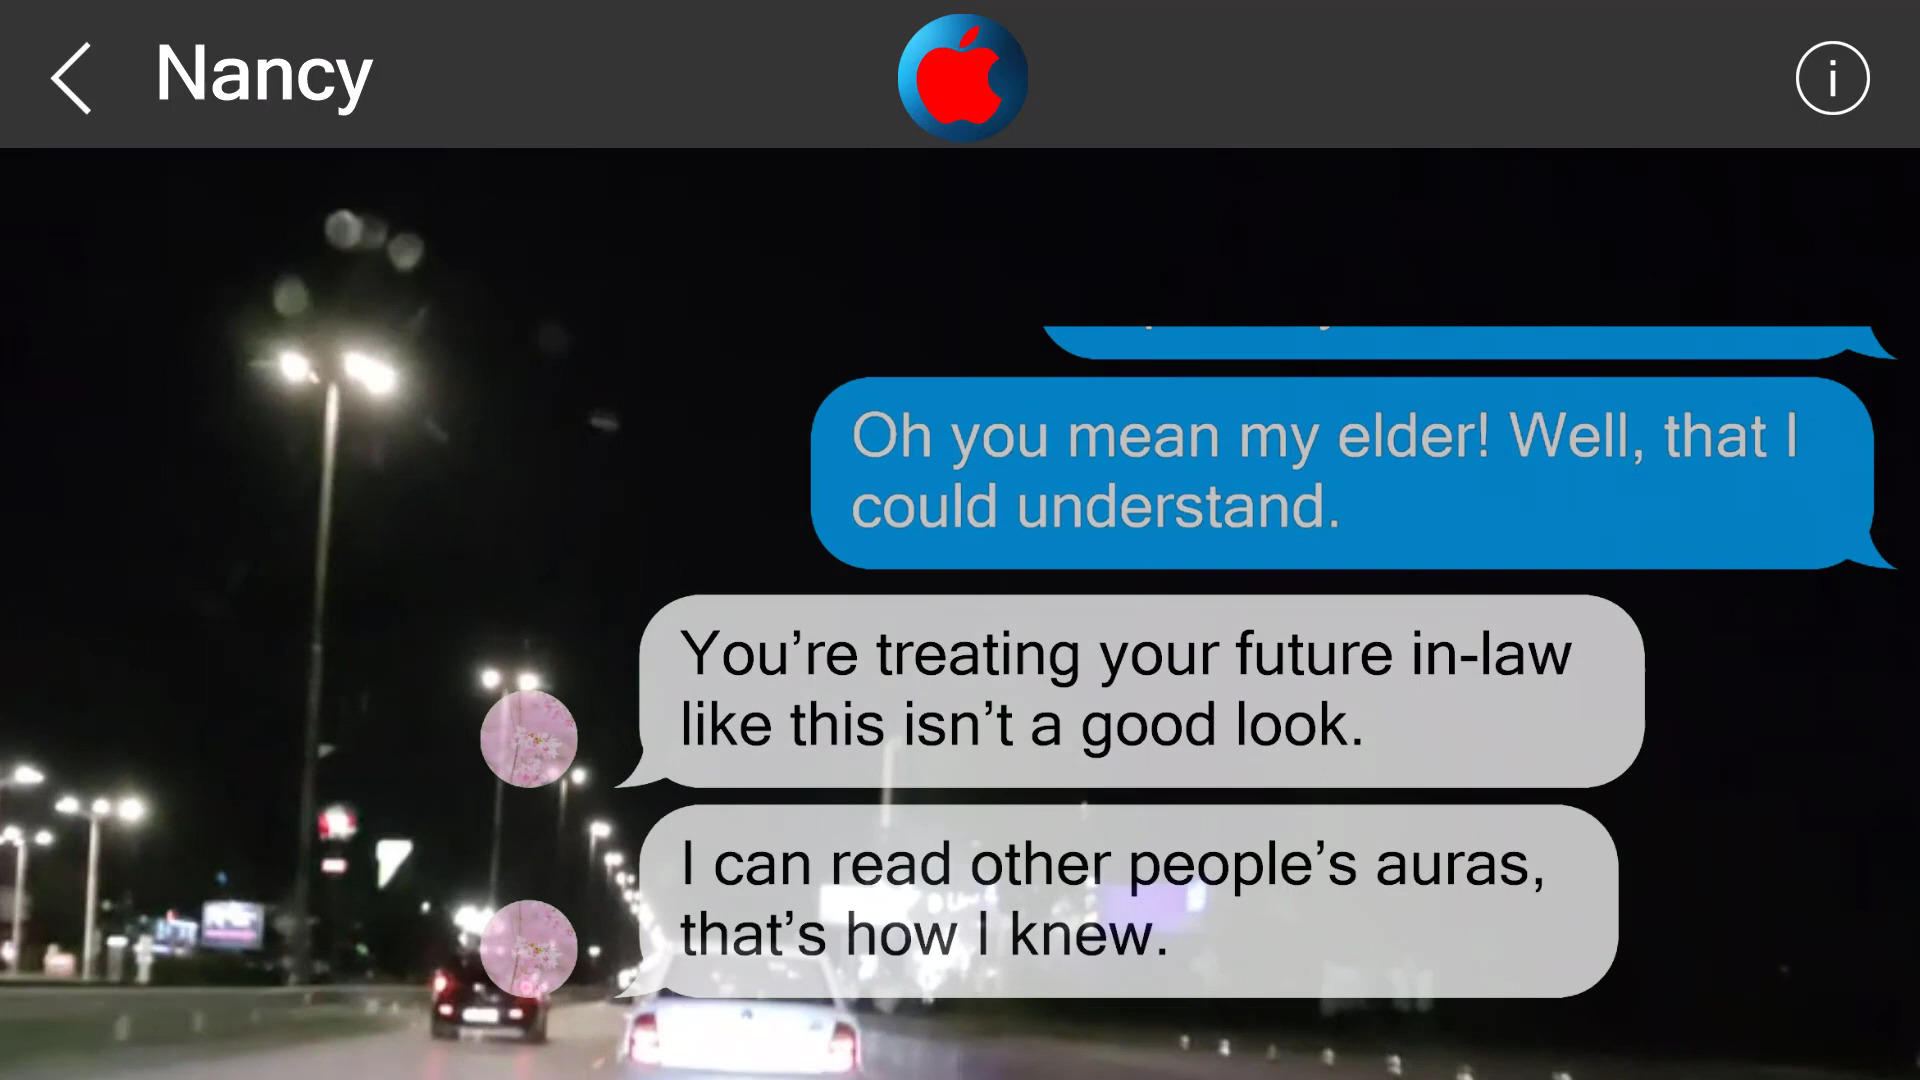 Nancy
i
Oh you mean my elder! Well, that I
could understand.
You’re treating your future in-law
like this isn’t a good look.
I can read other people’s auras,
that’s how I knew.